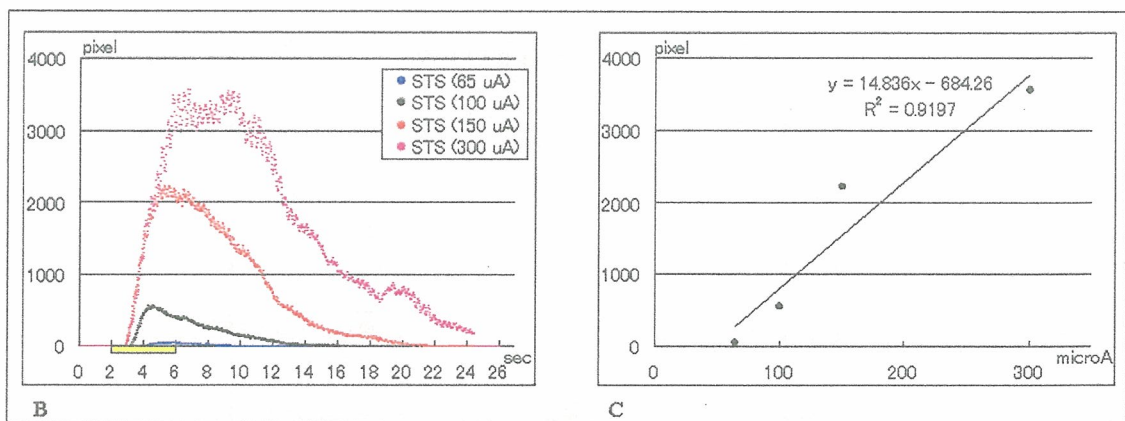 pixel
4000
3000
2000
1000
0
STS (65 uA)
STS (100 uA)
STS (150 uA)
STS (300 uA)
sec
0 2 4 6 8 10 12 14 16 18 20 22 24 26
B
pixel
4000
3000
2000
1000
0
y = 14.836x - 684.26
R² = 0.9197
microA
0 100 200 300
C